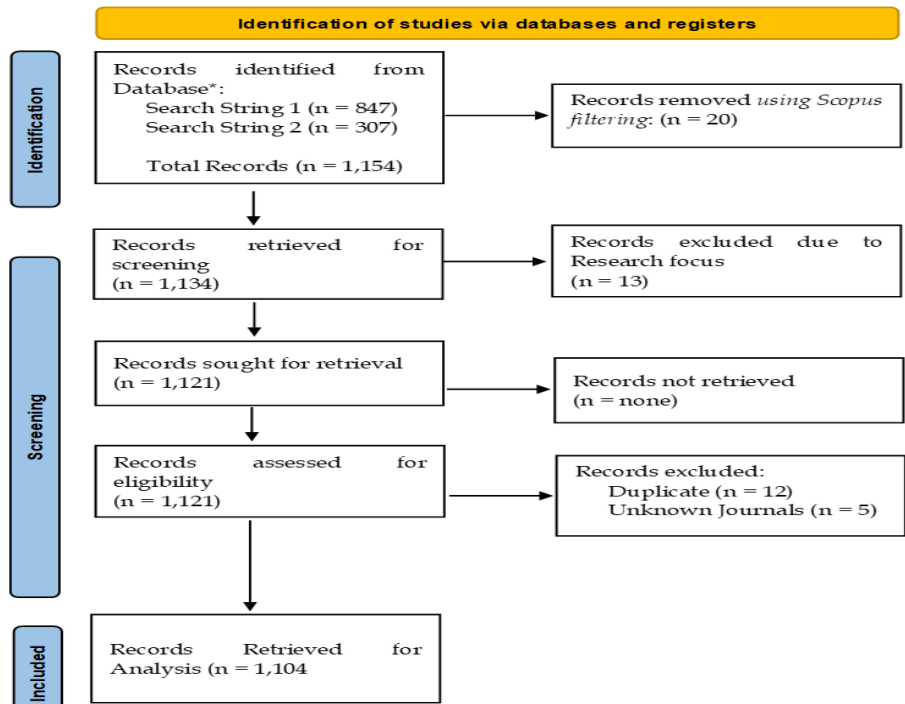 Identification of studies via databases and registers
Identification
Records identified from
Database*:
Search String 1 (n = 847)
Search String 2 (n = 307)
Total Records (n = 1,154)
Records removed using Scopus
filtering: (n = 20)
Screening
Records retrieved for
screening
(n = 1,134)
Records excluded due to
Research focus
(n = 13)
Records sought for retrieval
(n = 1,121)
Records not retrieved
(n = none)
Records assessed for
eligibility
(n = 1,121)
Records excluded:
Duplicate (n = 12)
Unknown Journals (n = 5)
Included
Records Retrieved for
Analysis (n = 1,104